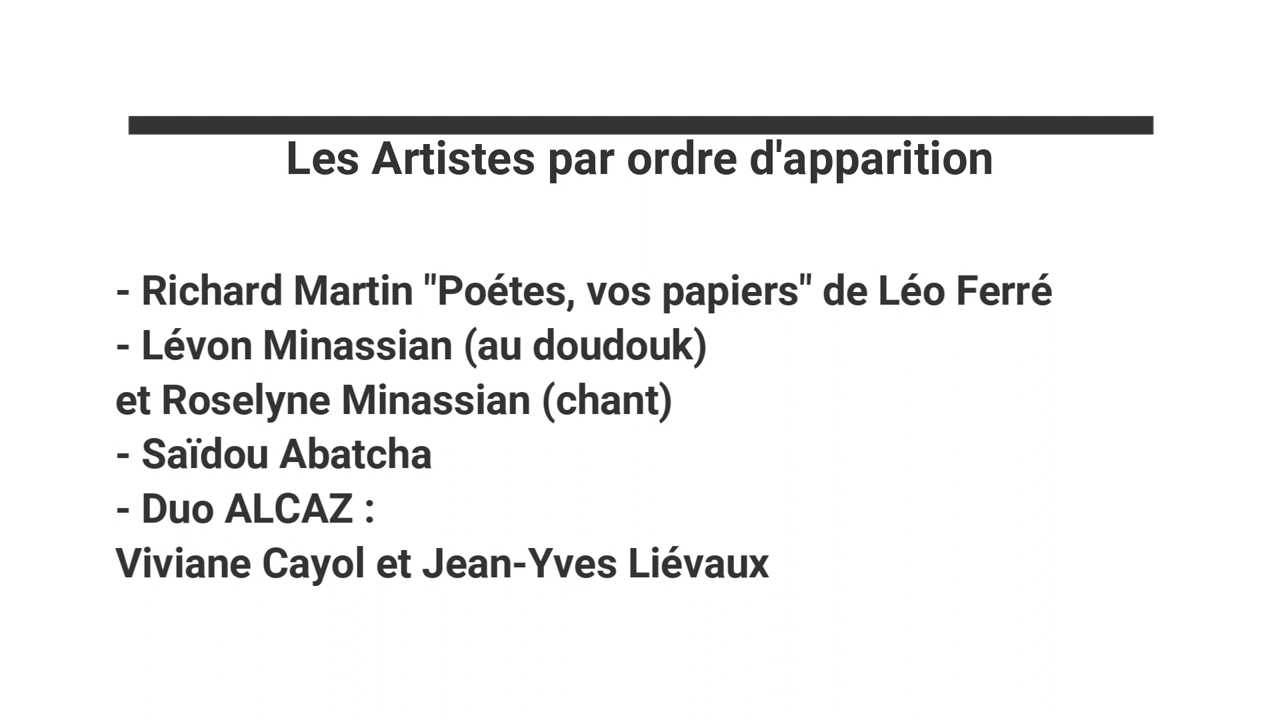 Les Artistes par ordre d'apparition
- Richard Martin "Poétes, vos papiers" de Léo Ferré
- Lévon Minassian (au doudouk)
et Roselyne Minassian (chant)
- Saïdou Abatcha
- Duo ALCAZ :
Viviane Cayol et Jean-Yves Liévaux